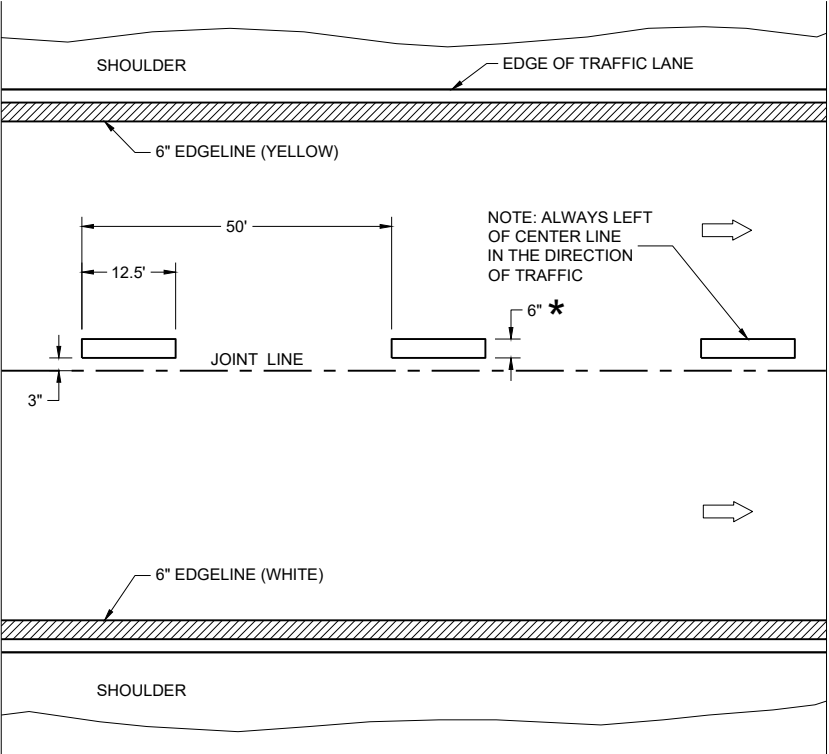 SHOULDER
EDGE OF TRAFFIC LANE
6" EDGELINE (YELLOW)
50'
12.5'
NOTE: ALWAYS LEFT
OF CENTER LINE
IN THE DIRECTION
OF TRAFFIC
6" *
JOINT LINE
3"
6" EDGELINE (WHITE)
SHOULDER